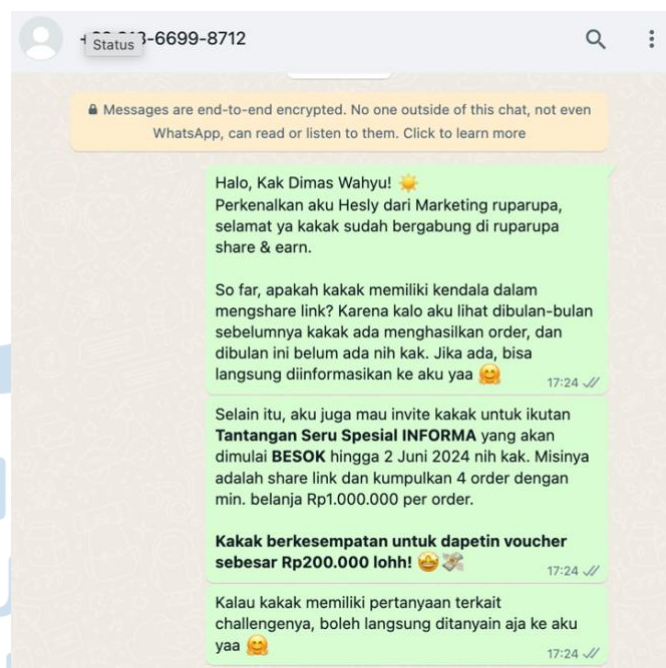 -6699-8712
Status
Messages are end-to-end encrypted. No one outside of this chat, not even
WhatsApp, can read or listen to them. Click to learn more
Halo, Kak Dimas Wahyu! ☀️
Perkenalkan aku Hesly dari Marketing ruparupa,
selamat ya kakak sudah bergabung di ruparupa
share & earn.
So far, apakah kakak memiliki kendala dalam
mengshare link? Karena kalo aku lihat dibulan-bulan
sebelumnya kakak ada menghasilkan order, dan
dibulan ini belum ada nih kak. Jika ada, bisa
langsung diinformasikan ke aku yaa 🤗
17:24
Selain itu, aku juga mau invite kakak untuk ikutan
Tantangan Seru Spesial INFORMA yang akan
dimulai BESOK hingga 2 Juni 2024 nih kak. Misinya
adalah share link dan kumpulkan 4 order dengan
min. belanja Rp1.000.000 per order.
Kakak berkesempatan untuk dapetin voucher
sebesar Rp200.000 lohh! 🤩💸
17:24
Kalau kakak memiliki pertanyaan terkait
challengenya, boleh langsung ditanyain aja ke aku
yaa 🤗
17:24